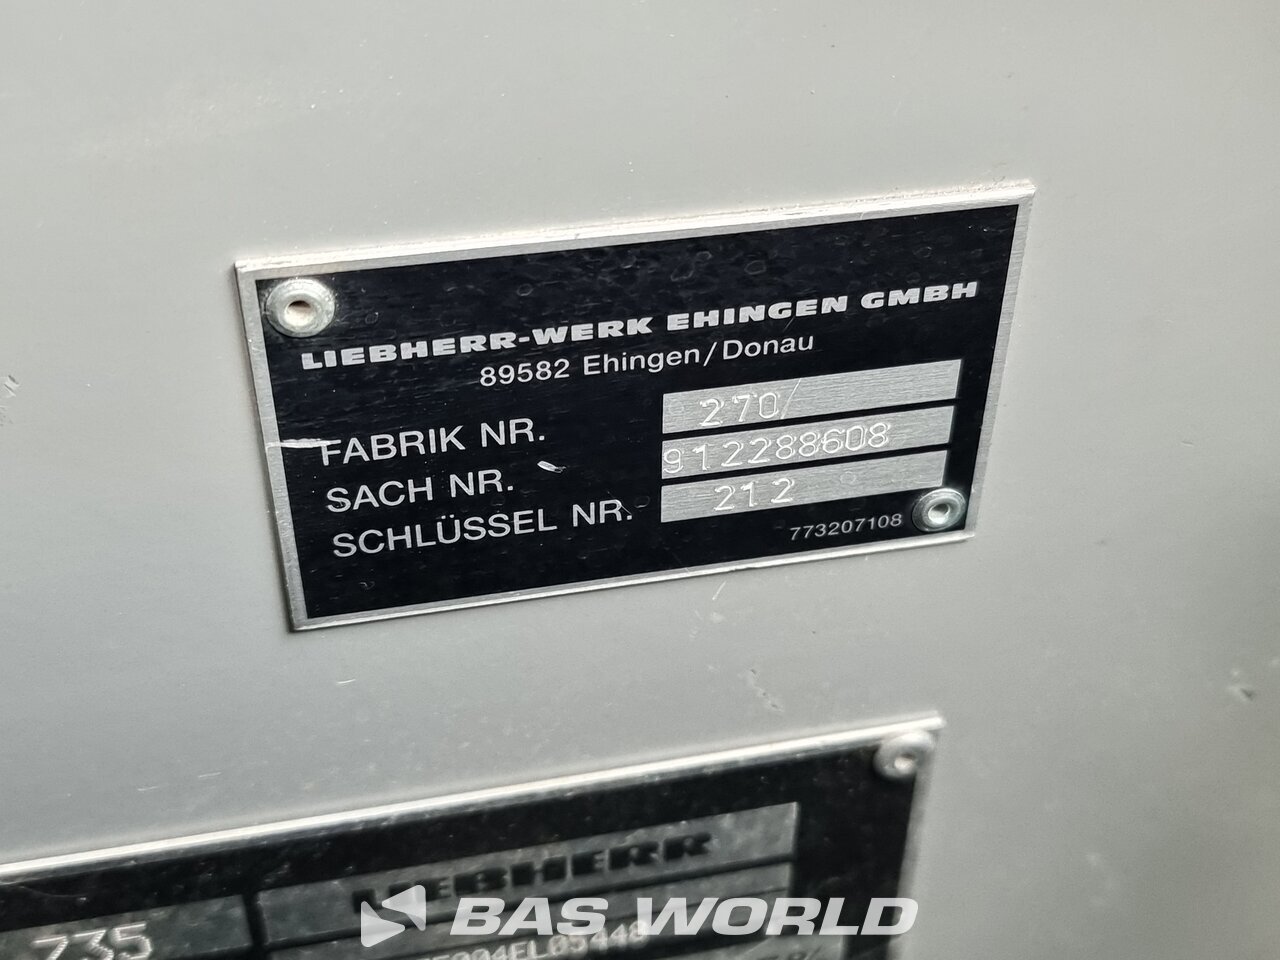 LIEBHERR-WERK EHINGEN GMBH
89582 Ehingen/Donau
FABRIK NR. 270/
SACH NR. 912288608
SCHLÜSSEL NR. 212
773207108
LIEBHERR
735
BAS WORLD